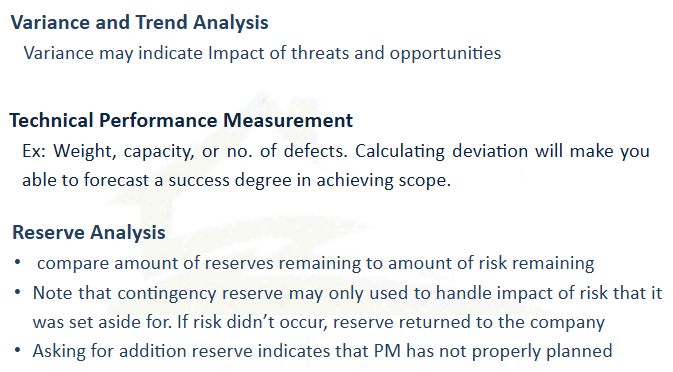 Variance and Trend Analysis
Variance may indicate Impact of threats and opportunities
Technical Performance Measurement
Ex: Weight, capacity, or no. of defects. Calculating deviation will make you
able to forecast a success degree in achieving scope.
Reserve Analysis
• compare amount of reserves remaining to amount of risk remaining
• Note that contingency reserve may only used to handle impact of risk that it
was set aside for. If risk didn’t occur, reserve returned to the company
• Asking for addition reserve indicates that PM has not properly planned